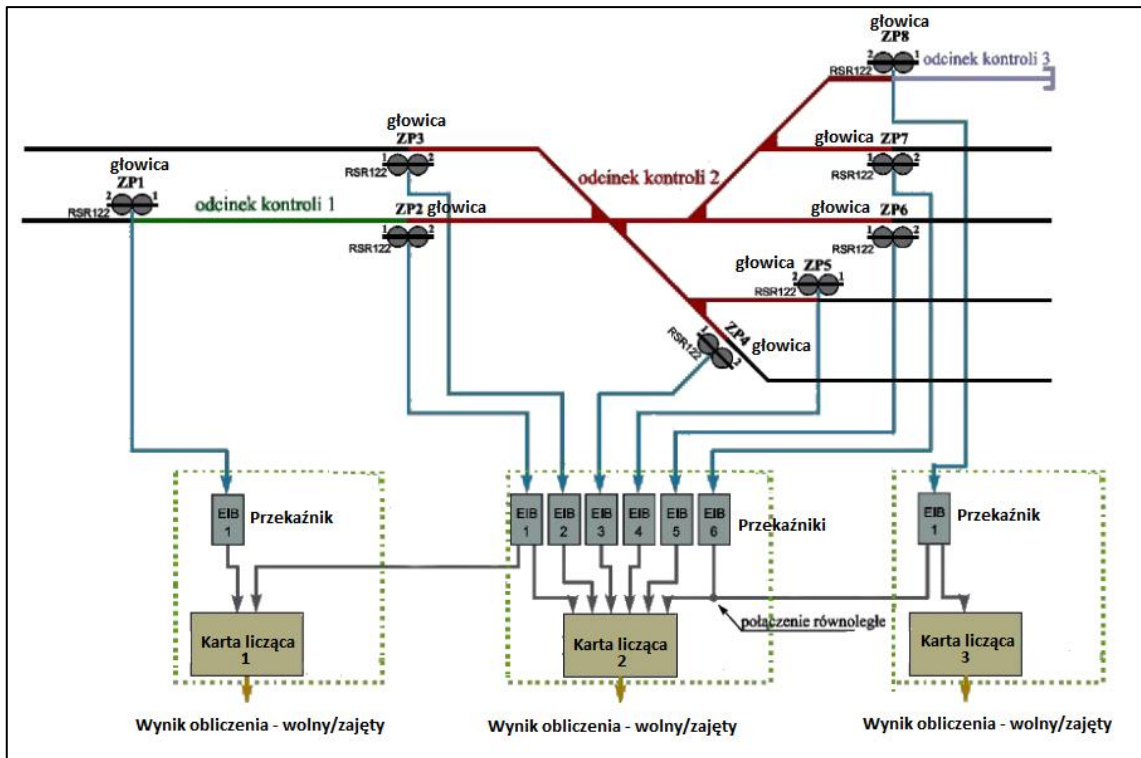 głowica
ZP8
2 1
RSR122
odcinek kontroli 3
głowica
ZP3
1 2
RSR122
głowica
ZP7
1 2
RSR122
głowica
ZP1
2 1
RSR122
odcinek kontroli 2
odcinek kontroli 1
ZP2 głowica
1 2
RSR122
głowica
ZP6
1 2
RSR122
głowica
ZP5
2 1
RSR122
ZP4
głowica
1 2
RSR122
EIB
1
Przekaźnik
EIB
1
EIB
2
EIB
3
EIB
4
EIB
5
EIB
6
Przekaźniki
EIB
1
Przekaźnik
połączenie równoległe
Karta licząca
1
Karta licząca
2
Karta licząca
3
Wynik obliczenia - wolny/zajęty
Wynik obliczenia - wolny/zajęty
Wynik obliczenia - wolny/zajęty